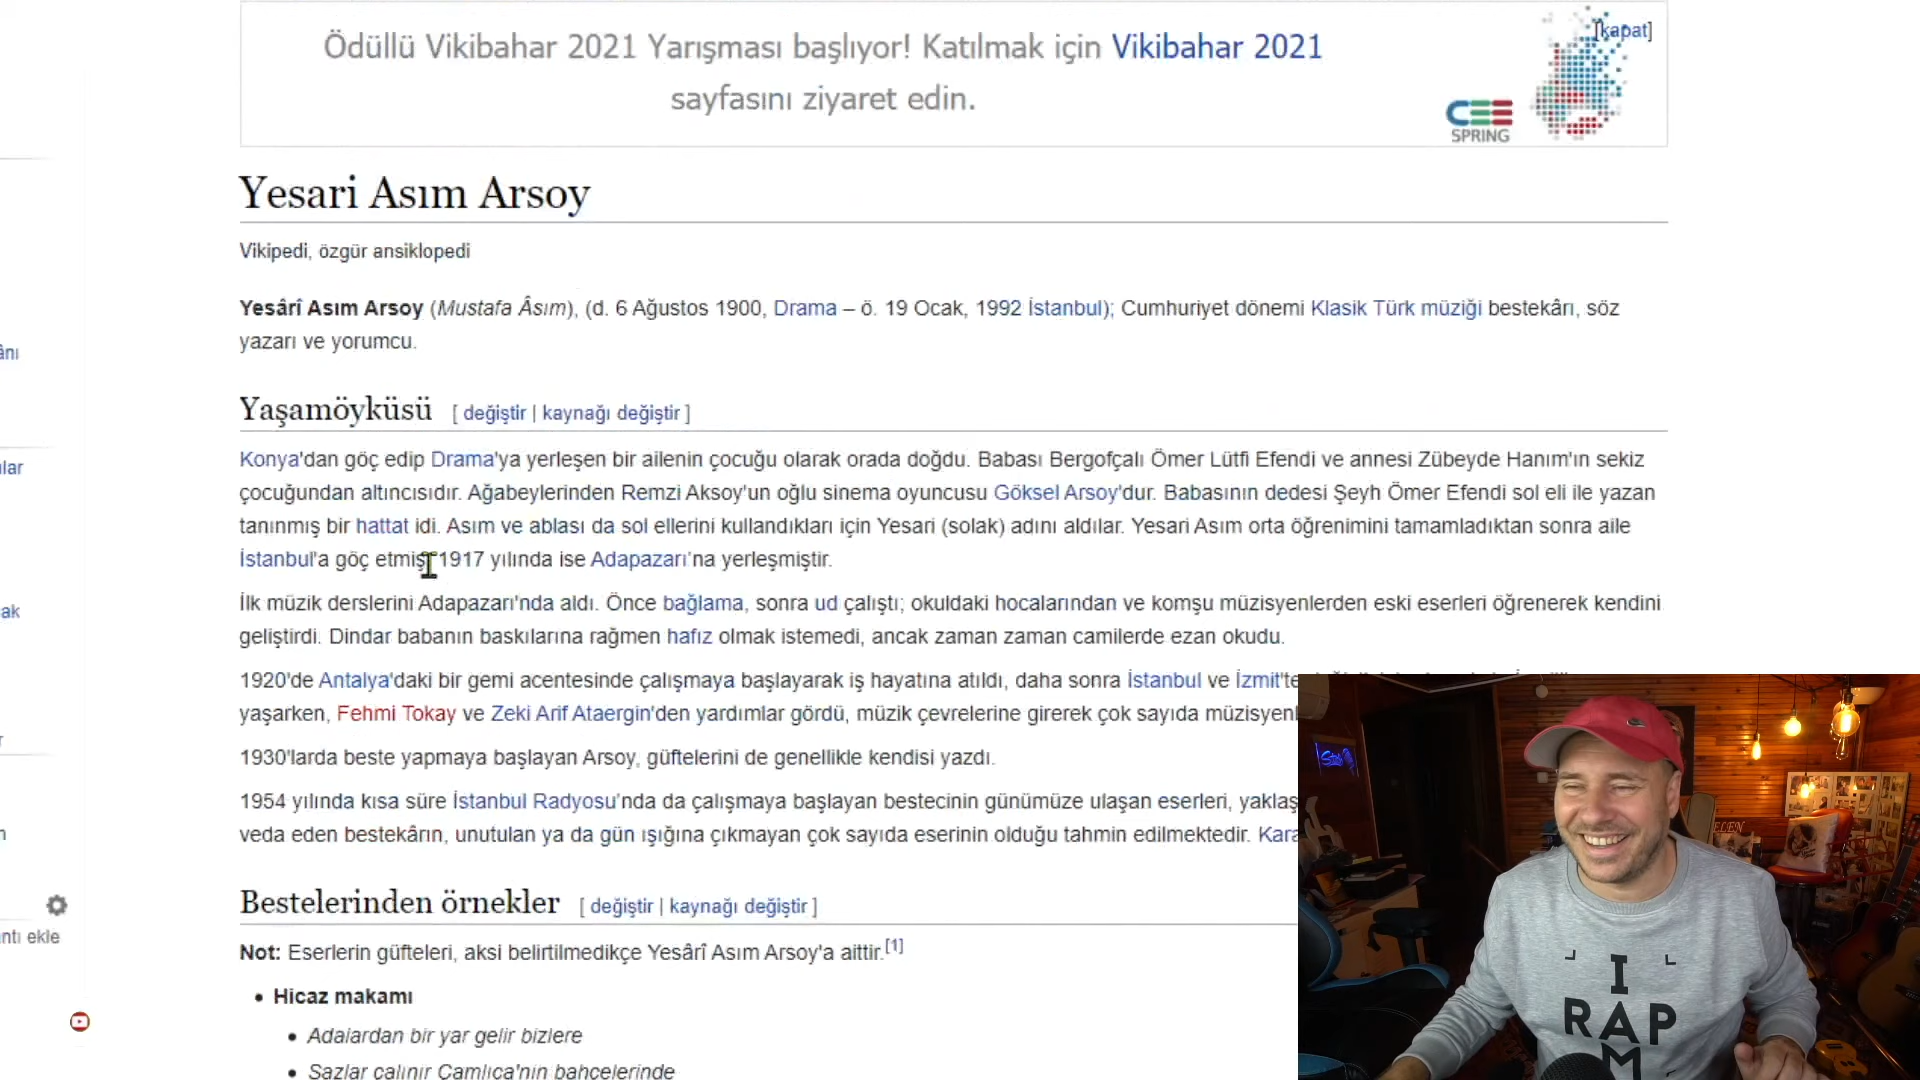 Ödüllü Vikibahar 2021 Yarışması başlıyor! Katılmak için Vikibahar 2021
sayfasını ziyaret edin.
[kapat]
CEE
SPRING
Yesari Asım Arsoy
Vikipedi, özgür ansiklopedi
Yesârî Asım Arsoy (Mustafa Âsım), (d. 6 Ağustos 1900, Drama – ö. 19 Ocak, 1992 İstanbul); Cumhuriyet dönemi Klasik Türk müziği bestekârı, söz
yazarı ve yorumcu.
Yaşamöyküsü [ değiştir | kaynağı değiştir ]
Konya'dan göç edip Drama'ya yerleşen bir ailenin çocuğu olarak orada doğdu. Babası Bergofçalı Ömer Lütfi Efendi ve annesi Zübeyde Hanım'ın sekiz
çocuğundan altıncısıdır. Ağabeylerinden Remzi Aksoy'un oğlu sinema oyuncusu Göksel Arsoy'dur. Babasının dedesi Şeyh Ömer Efendi sol eli ile yazan
tanınmış bir hattat idi. Asım ve ablası da sol ellerini kullandıkları için Yesari (solak) adını aldılar. Yesari Asım orta öğrenimini tamamladıktan sonra aile
İstanbul'a göç etmiş 1917 yılında ise Adapazarı'na yerleşmiştir.
İlk müzik derslerini Adapazarı'nda aldı. Önce bağlama, sonra ud çalıştı; okuldaki hocalarından ve komşu müzisyenlerden eski eserleri öğrenerek kendini
geliştirdi. Dindar babanın baskılarına rağmen hafız olmak istemedi, ancak zaman zaman camilerde ezan okudu.
1920'de Antalya'daki bir gemi acentesinde çalışmaya başlayarak iş hayatına atıldı, daha sonra İstanbul ve İzmit'te
yaşarken, Fehmi Tokay ve Zeki Arif Ataergin'den yardımlar gördü, müzik çevrelerine girerek çok sayıda müzisyenl
1930'larda beste yapmaya başlayan Arsoy, güftelerini de genellikle kendisi yazdı.
1954 yılında kısa süre İstanbul Radyosu'nda da çalışmaya başlayan bestecinin günümüze ulaşan eserleri, yaklaş
veda eden bestekârın, unutulan ya da gün ışığına çıkmayan çok sayıda eserinin olduğu tahmin edilmektedir. Kara
Bestelerinden örnekler [ değiştir | kaynağı değiştir ]
Not: Eserlerin güfteleri, aksi belirtilmedikçe Yesârî Asım Arsoy'a aittir.[1]
• Hicaz makamı
• Adalardan bir yar gelir bizlere
• Sazlar çalınır Çamlıca'nın bahçelerinde
ânı
ılar
ak
r
n
ntı ekle
I
RAP
M